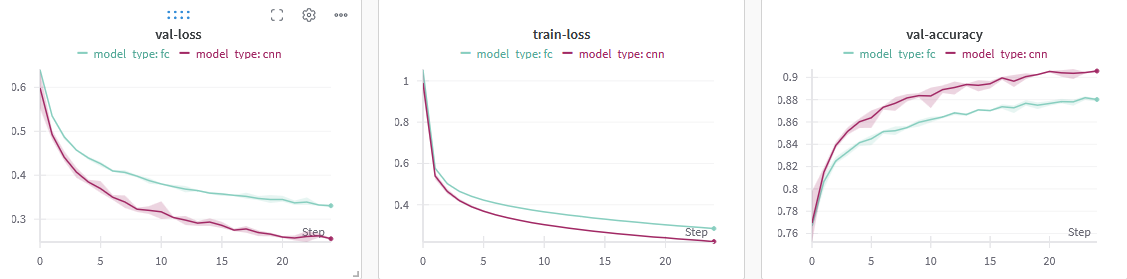 val-loss
model_type: fc model_type: cnn
0.6
0.5
0.4
0.3
Step
0 5 10 15 20
train-loss
model_type: fc model_type: cnn
1
0.8
0.6
0.4
Step
0 5 10 15 20
val-accuracy
model_type: fc model_type: cnn
0.9
0.88
0.86
0.84
0.82
0.8
0.78
0.76
Step
0 5 10 15 20